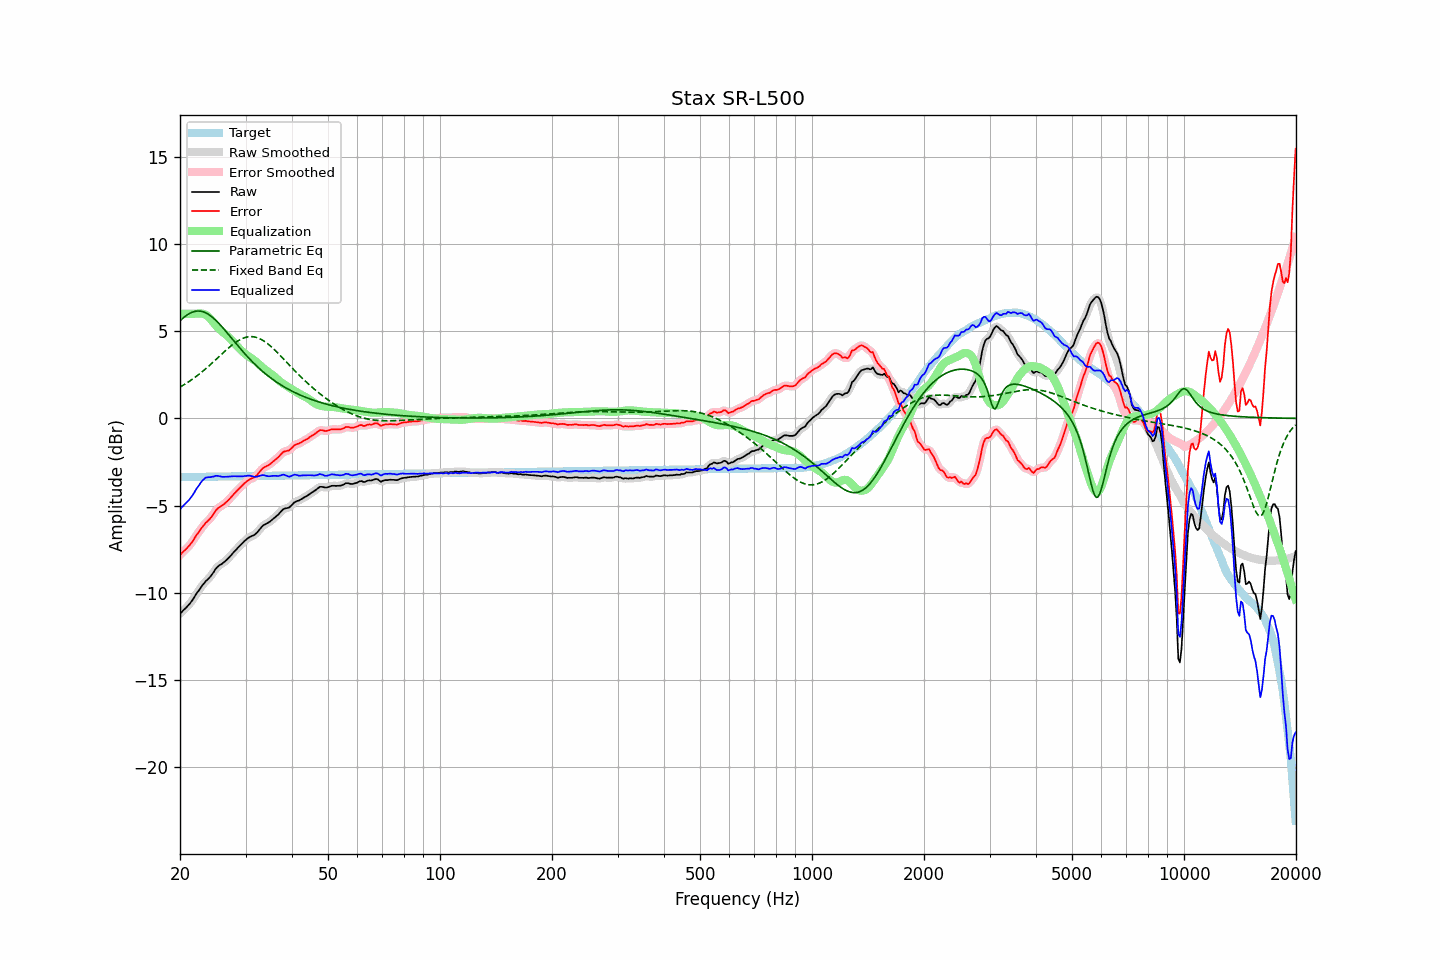 Stax SR-L500
Target
Raw Smoothed
Error Smoothed
Raw
Error
Equalization
Parametric Eq
Fixed Band Eq
Equalized
Amplitude (dBr)
15
10
5
0
−5
−10
−15
−20
20 50 100 200 500 1000 2000 5000 10000 20000
Frequency (Hz)